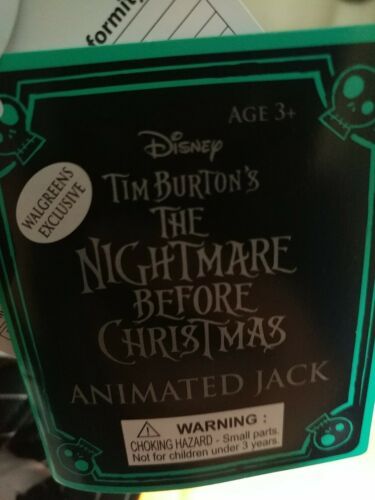 formity
AGE 3+
Disney
WALGREENS
EXCLUSIVE
TIM BURTON'S
THE
NIGHTMARE
BEFORE
CHRISTMAS
ANIMATED JACK
WARNING :
CHOKING HAZARD - Small parts.
Not for children under 3 years.